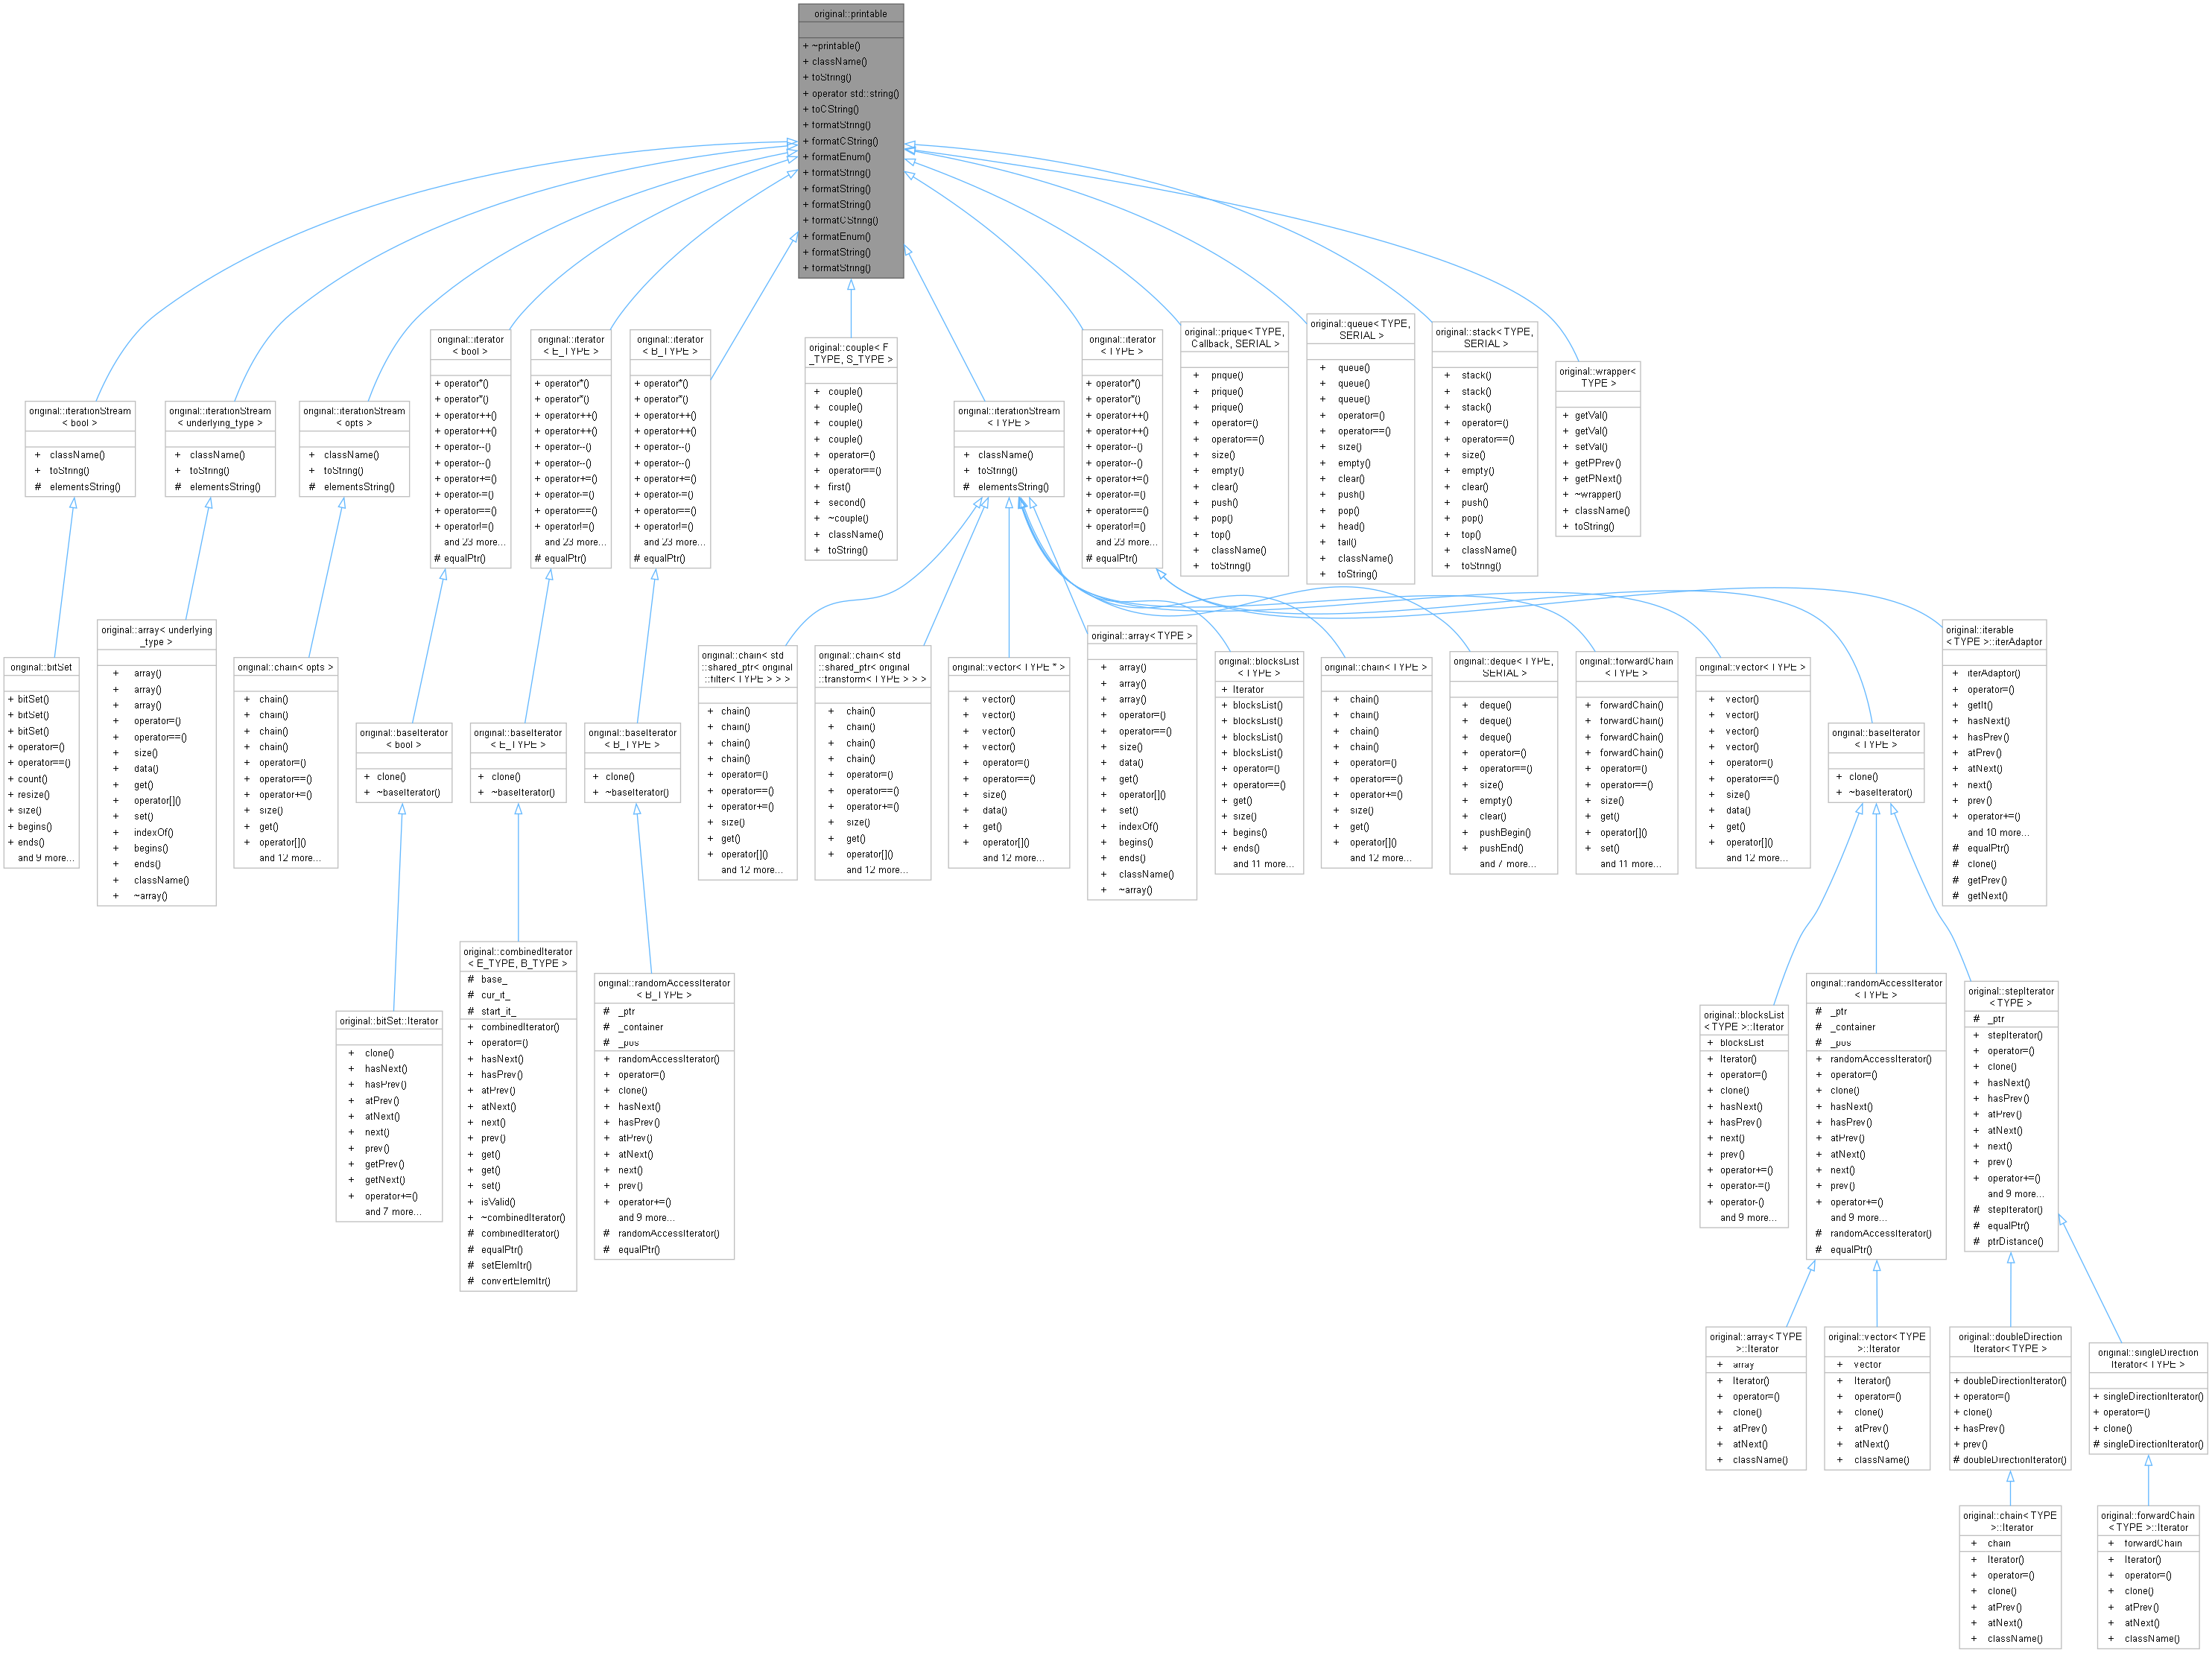 original::printable
+ ~printable()
+ className()
+ toString()
+ operator std::string()
+ toCString()
+ formatString()
+ formatCString()
+ formatEnum()
+ formatString()
+ formatString()
+ formatString()
+ formatCString()
+ formatEnum()
+ formatString()
+ formatString()
original::iterationStream
< bool >
+ className()
+ toString()
# elementsString()
original::iterationStream
< underlying_type >
+ className()
+ toString()
# elementsString()
original::iterationStream
< opts >
+ className()
+ toString()
# elementsString()
original::iterator
< bool >
+ operator*()
+ operator*()
+ operator++()
+ operator++()
+ operator--()
+ operator--()
+ operator+=()
+ operator-=()
+ operator==()
+ operator!=()
and 23 more...
# equalPtr()
original::iterator
< E_TYPE >
+ operator*()
+ operator*()
+ operator++()
+ operator++()
+ operator--()
+ operator--()
+ operator+=()
+ operator-=()
+ operator==()
+ operator!=()
and 23 more...
# equalPtr()
original::iterator
< B_TYPE >
+ operator*()
+ operator*()
+ operator++()
+ operator++()
+ operator--()
+ operator--()
+ operator+=()
+ operator-=()
+ operator==()
+ operator!=()
and 23 more...
# equalPtr()
original::couple< F
_TYPE, S_TYPE >
+ couple()
+ couple()
+ couple()
+ couple()
+ operator=()
+ operator==()
+ first()
+ second()
+ ~couple()
+ className()
+ toString()
original::iterationStream
< TYPE >
+ className()
+ toString()
# elementsString()
original::iterator
< TYPE >
+ operator*()
+ operator*()
+ operator++()
+ operator++()
+ operator--()
+ operator--()
+ operator+=()
+ operator-=()
+ operator==()
+ operator!=()
and 23 more...
# equalPtr()
original::prique< TYPE,
Callback, SERIAL >
+ prique()
+ prique()
+ prique()
+ operator=()
+ operator==()
+ size()
+ empty()
+ clear()
+ push()
+ pop()
+ top()
+ className()
+ toString()
original::queue< TYPE,
SERIAL >
+ queue()
+ queue()
+ queue()
+ operator=()
+ operator==()
+ size()
+ empty()
+ clear()
+ push()
+ pop()
+ head()
+ tail()
+ className()
+ toString()
original::stack< TYPE,
SERIAL >
+ stack()
+ stack()
+ stack()
+ operator=()
+ operator==()
+ size()
+ empty()
+ clear()
+ push()
+ pop()
+ top()
+ className()
+ toString()
original::wrapper<
TYPE >
+ getVal()
+ getVal()
+ setVal()
+ getPPrev()
+ getPNext()
+ ~wrapper()
+ className()
+ toString()
original::bitSet
+ bitSet()
+ bitSet()
+ bitSet()
+ operator=()
+ operator==()
+ count()
+ resize()
+ size()
+ begins()
+ ends()
and 9 more...
original::array< underlying
_type >
+ array()
+ array()
+ array()
+ operator=()
+ operator==()
+ size()
+ data()
+ get()
+ operator[]()
+ set()
+ indexOf()
+ begins()
+ ends()
+ className()
+ ~array()
original::chain< opts >
+ chain()
+ chain()
+ chain()
+ chain()
+ operator=()
+ operator==()
+ operator+=()
+ size()
+ get()
+ operator[]()
and 12 more...
original::baseIterator
< bool >
+ clone()
+ ~baseIterator()
original::baseIterator
< E_TYPE >
+ clone()
+ ~baseIterator()
original::baseIterator
< B_TYPE >
+ clone()
+ ~baseIterator()
original::chain< std
::shared_ptr< original
::filter< TYPE > > >
+ chain()
+ chain()
+ chain()
+ chain()
+ operator=()
+ operator==()
+ operator+=()
+ size()
+ get()
+ operator[]()
and 12 more...
original::chain< std
::shared_ptr< original
::transform< TYPE > > >
+ chain()
+ chain()
+ chain()
+ chain()
+ operator=()
+ operator==()
+ operator+=()
+ size()
+ get()
+ operator[]()
and 12 more...
original::vector< TYPE * >
+ vector()
+ vector()
+ vector()
+ vector()
+ operator=()
+ operator==()
+ size()
+ data()
+ get()
+ operator[]()
and 12 more...
original::array< TYPE >
+ array()
+ array()
+ array()
+ operator=()
+ operator==()
+ size()
+ data()
+ get()
+ operator[]()
+ set()
+ indexOf()
+ begins()
+ ends()
+ className()
+ ~array()
original::blocksList
< TYPE >
+ Iterator
+ blocksList()
+ blocksList()
+ blocksList()
+ blocksList()
+ operator=()
+ operator==()
+ get()
+ size()
+ begins()
+ ends()
and 11 more...
original::chain< TYPE >
+ chain()
+ chain()
+ chain()
+ chain()
+ operator=()
+ operator==()
+ operator+=()
+ size()
+ get()
+ operator[]()
and 12 more...
original::deque< TYPE,
SERIAL >
+ deque()
+ deque()
+ deque()
+ operator=()
+ operator==()
+ size()
+ empty()
+ clear()
+ pushBegin()
+ pushEnd()
and 7 more...
original::forwardChain
< TYPE >
+ forwardChain()
+ forwardChain()
+ forwardChain()
+ forwardChain()
+ operator=()
+ operator==()
+ size()
+ get()
+ operator[]()
+ set()
and 11 more...
original::vector< TYPE >
+ vector()
+ vector()
+ vector()
+ vector()
+ operator=()
+ operator==()
+ size()
+ data()
+ get()
+ operator[]()
and 12 more...
original::baseIterator
< TYPE >
+ clone()
+ ~baseIterator()
original::iterable
< TYPE >::iterAdaptor
+ iterAdaptor()
+ operator=()
+ getIt()
+ hasNext()
+ hasPrev()
+ atPrev()
+ atNext()
+ next()
+ prev()
+ operator+=()
and 10 more...
# equalPtr()
# clone()
# getPrev()
# getNext()
original::bitSet::Iterator
+ clone()
+ hasNext()
+ hasPrev()
+ atPrev()
+ atNext()
+ next()
+ prev()
+ getPrev()
+ getNext()
+ operator+=()
and 7 more...
original::combinedIterator
< E_TYPE, B_TYPE >
# base_
# cur_it_
# start_it_
+ combinedIterator()
+ operator=()
+ hasNext()
+ hasPrev()
+ atPrev()
+ atNext()
+ next()
+ prev()
+ get()
+ get()
+ set()
+ isValid()
+ ~combinedIterator()
# combinedIterator()
# equalPtr()
# setElemItr()
# convertElemItr()
original::randomAccessIterator
< B_TYPE >
# _ptr
# _container
# _pos
+ randomAccessIterator()
+ operator=()
+ clone()
+ hasNext()
+ hasPrev()
+ atPrev()
+ atNext()
+ next()
+ prev()
+ operator+=()
and 9 more...
# randomAccessIterator()
# equalPtr()
original::blocksList
< TYPE >::Iterator
+ blocksList
+ Iterator()
+ operator=()
+ clone()
+ hasNext()
+ hasPrev()
+ next()
+ prev()
+ operator+=()
+ operator-=()
+ operator-()
and 9 more...
original::randomAccessIterator
< TYPE >
# _ptr
# _container
# _pos
+ randomAccessIterator()
+ operator=()
+ clone()
+ hasNext()
+ hasPrev()
+ atPrev()
+ atNext()
+ next()
+ prev()
+ operator+=()
and 9 more...
# randomAccessIterator()
# equalPtr()
original::stepIterator
< TYPE >
# _ptr
+ stepIterator()
+ operator=()
+ clone()
+ hasNext()
+ hasPrev()
+ atPrev()
+ atNext()
+ next()
+ prev()
+ operator+=()
and 9 more...
# stepIterator()
# equalPtr()
# ptrDistance()
original::array< TYPE
>::Iterator
+ array
+ Iterator()
+ operator=()
+ clone()
+ atPrev()
+ atNext()
+ className()
original::vector< TYPE
>::Iterator
+ vector
+ Iterator()
+ operator=()
+ clone()
+ atPrev()
+ atNext()
+ className()
original::doubleDirection
Iterator< TYPE >
+ doubleDirectionIterator()
+ operator=()
+ clone()
+ hasPrev()
+ prev()
# doubleDirectionIterator()
original::singleDirection
Iterator< TYPE >
+ singleDirectionIterator()
+ operator=()
+ clone()
# singleDirectionIterator()
original::chain< TYPE
>::Iterator
+ chain
+ Iterator()
+ operator=()
+ clone()
+ atPrev()
+ atNext()
+ className()
original::forwardChain
< TYPE >::Iterator
+ forwardChain
+ Iterator()
+ operator=()
+ clone()
+ atPrev()
+ atNext()
+ className()